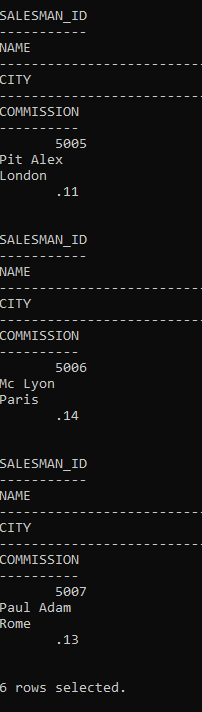 SALESMAN_ID
-----------
NAME
--------------------------
CITY
--------------------------
COMMISSION
----------
       5005
Pit Alex
London
       .11
SALESMAN_ID
-----------
NAME
--------------------------
CITY
--------------------------
COMMISSION
----------
       5006
Mc Lyon
Paris
       .14
SALESMAN_ID
-----------
NAME
--------------------------
CITY
--------------------------
COMMISSION
----------
       5007
Paul Adam
Rome
       .13
6 rows selected.